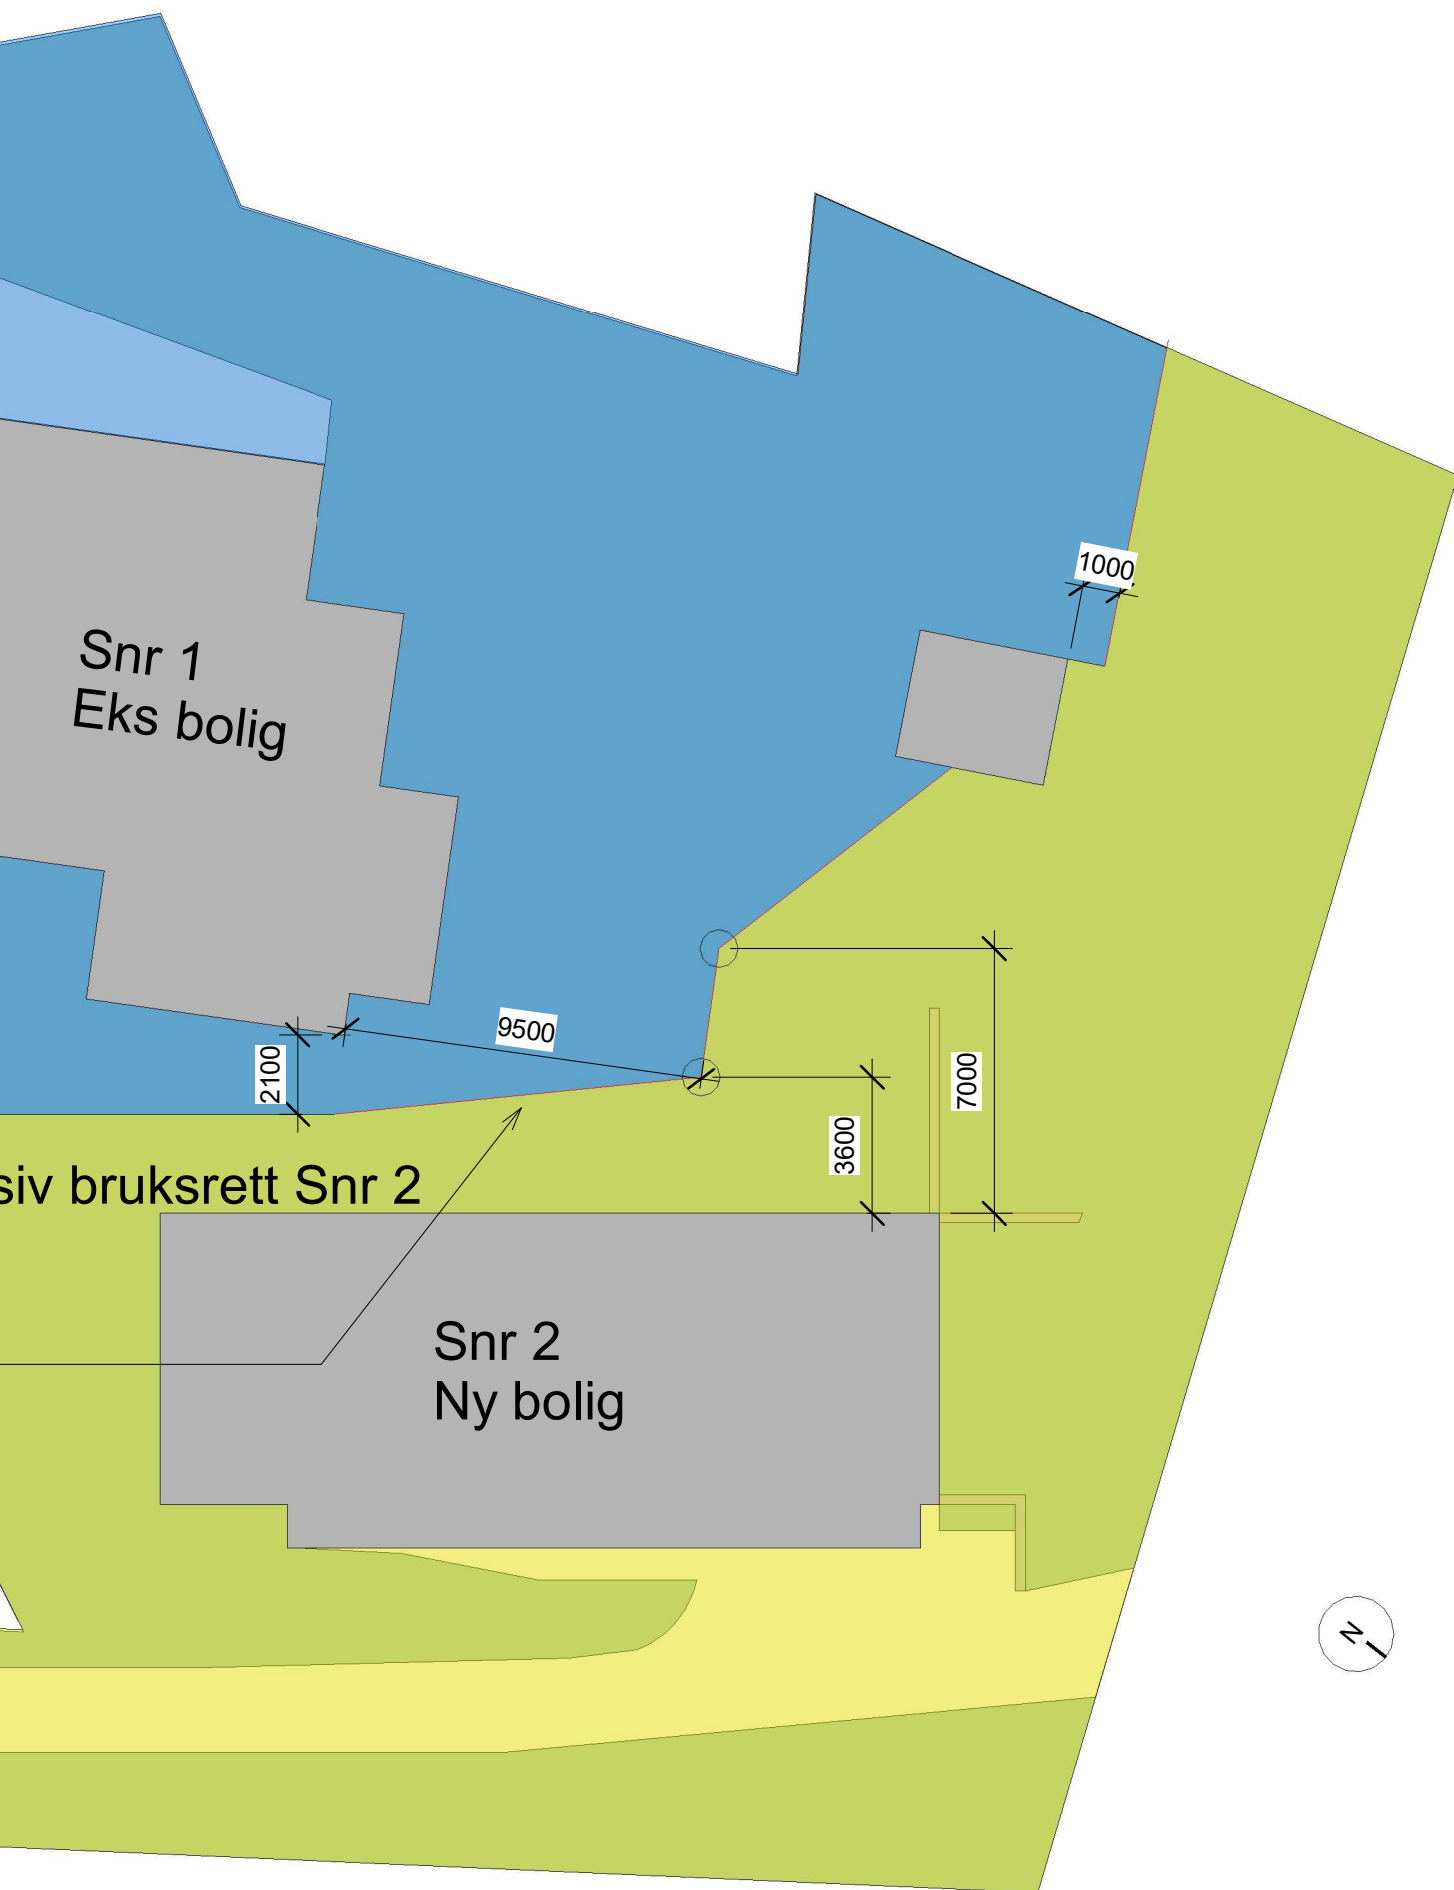 1000
Snr 1
Eks bolig
9500
2100
7000
3600
siv bruksrett Snr 2
Snr 2
Ny bolig
N